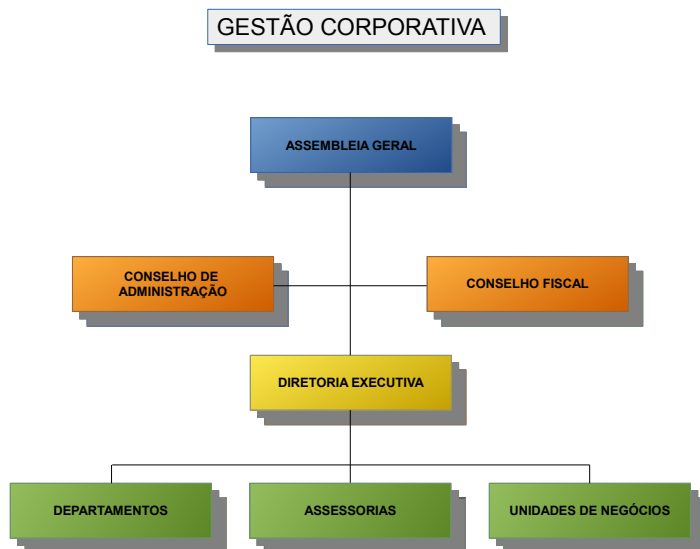 GESTÃO CORPORATIVA
ASSEMBLEIA GERAL
CONSELHO DE
ADMINISTRAÇÃO
CONSELHO FISCAL
DIRETORIA EXECUTIVA
DEPARTAMENTOS
ASSESSORIAS
UNIDADES DE NEGÓCIOS